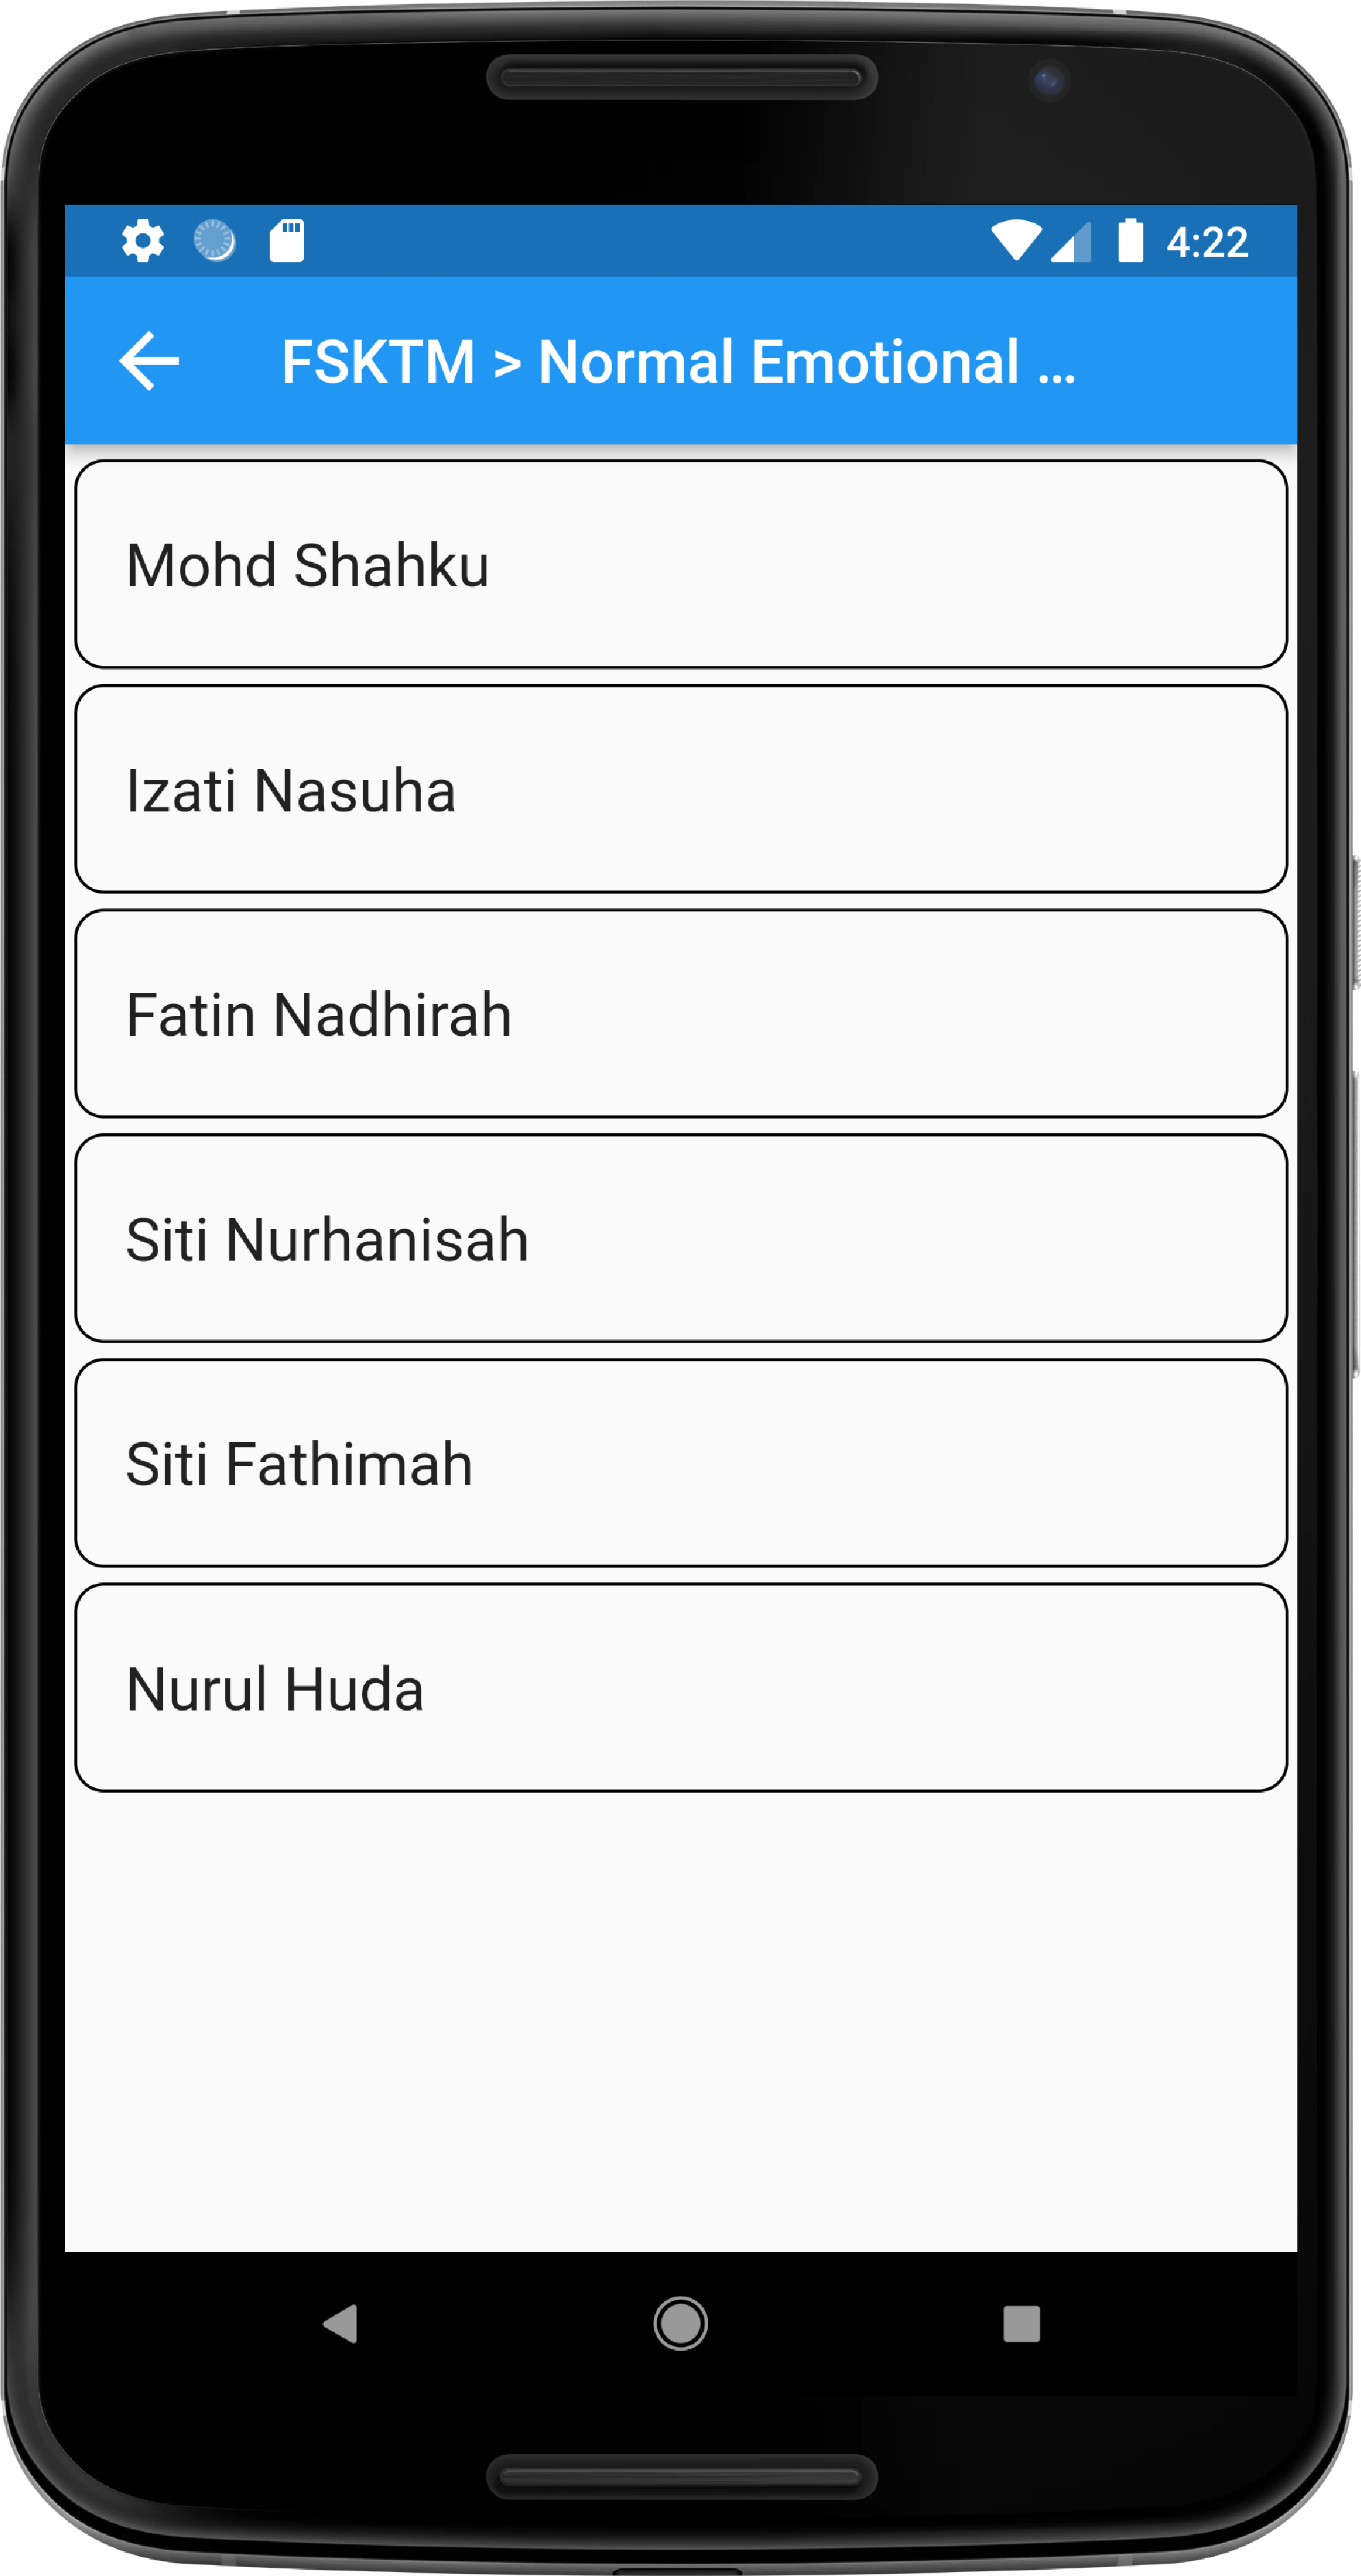 4:22
FSKTM > Normal Emotional ...
Mohd Shahku
Izati Nasuha
Fatin Nadhirah
Siti Nurhanisah
Siti Fathimah
Nurul Huda